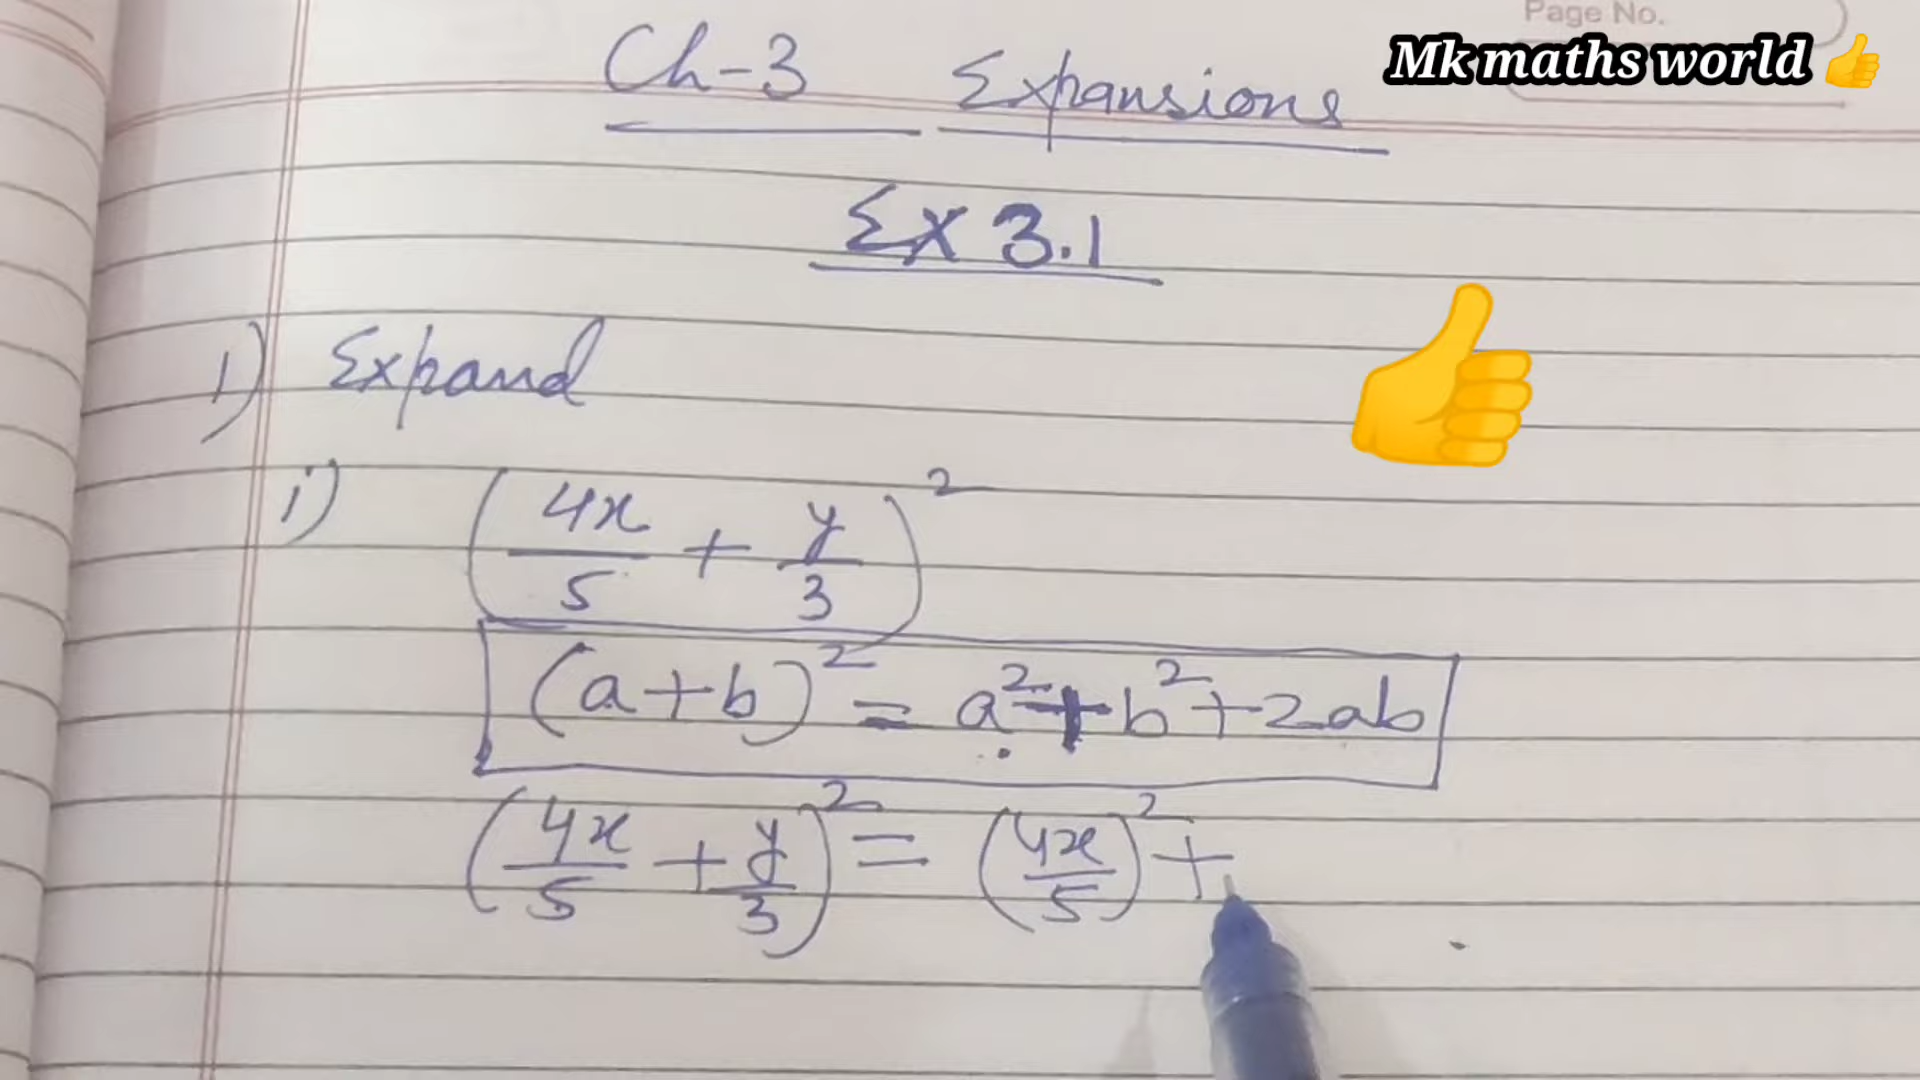 Page No.
Mk maths world 👍
Ch-3 Expansions
Ex 3.1
1) Expand
i) (4x/5 + y/3)²
(a+b)² = a² + b² + 2ab
(4x/5 + y/3)² = (4x/5)² +